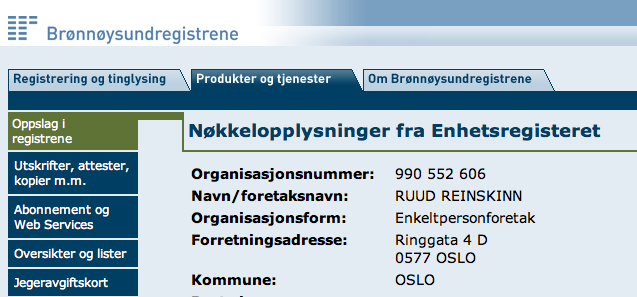 Brønnøysundregistrene
Registrering og tinglysing
Produkter og tjenester
Om Brønnøysundregistrene
Oppslag i
registrene
Utskrifter, attester,
kopier m.m.
Abonnement og
Web Services
Oversikter og lister
Jegeravgiftskort
Nøkkelopplysninger fra Enhetsregisteret
Organisasjonsnummer: 990 552 606
Navn/foretaksnavn: RUUD REINSKINN
Organisasjonsform: Enkeltpersonforetak
Forretningsadresse: Ringgata 4 D
0577 OSLO
Kommune: OSLO